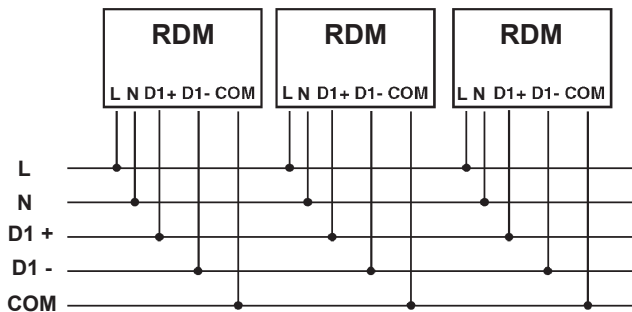 RDM RDM RDM
L N D1+ D1- COM L N D1+ D1- COM L N D1+ D1- COM
L
N
D1 +
D1 -
COM